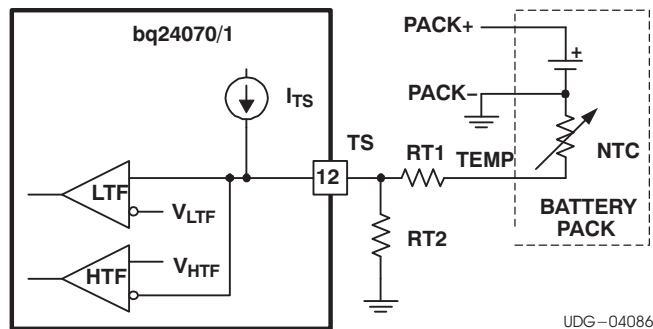 bq24070/1
PACK+
+
I_TS
PACK−
TS
RT1
TEMP
NTC
12
LTF
V_LTF
BATTERY
PACK
RT2
V_HTF
HTF
UDG−04086